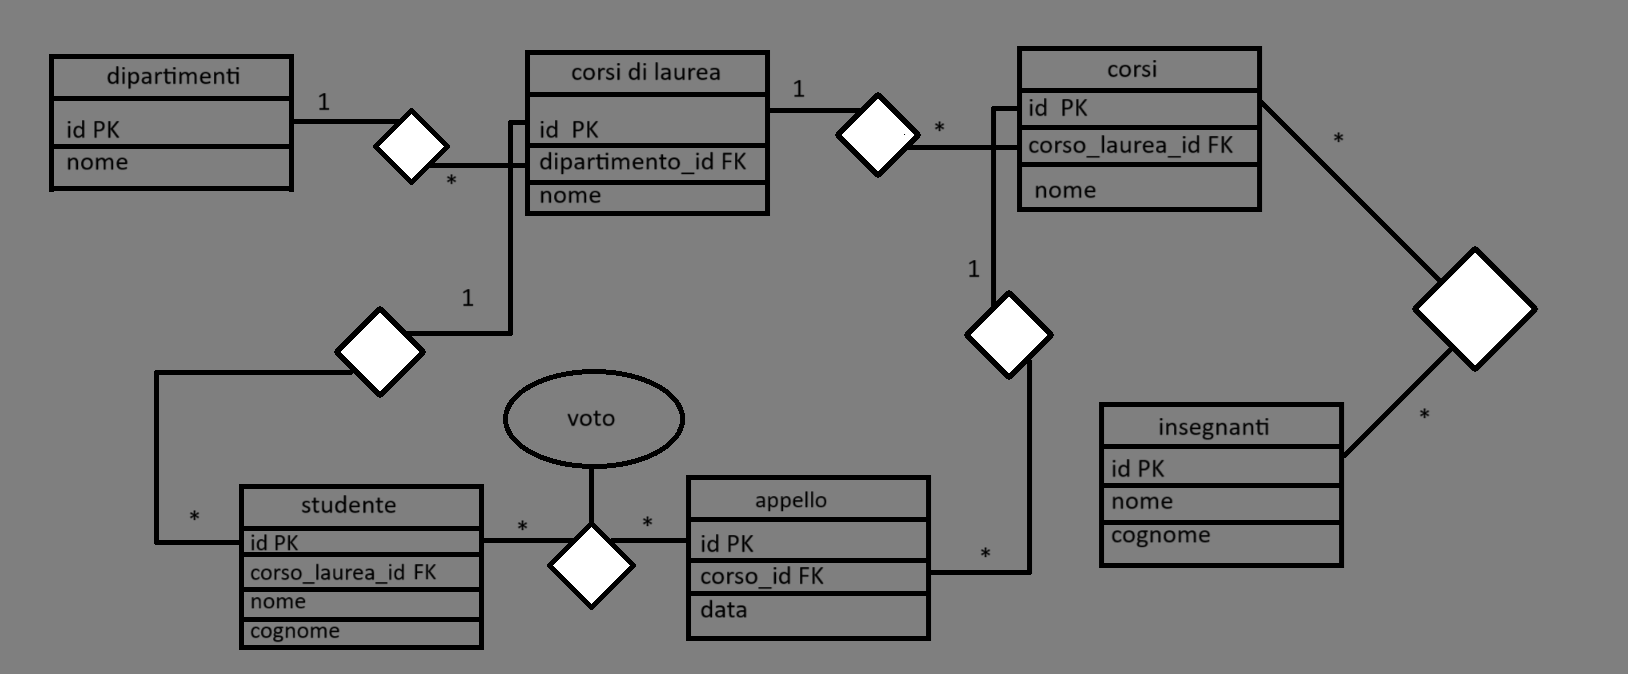 dipartimenti
id PK
nome
1
*
corsi di laurea
id PK
dipartimento_id FK
nome
1
*
corsi
id PK
corso_laurea_id FK
nome
*
*
1
*
1
*
insegnanti
id PK
nome
cognome
voto
studente
id PK
corso_laurea_id FK
nome
cognome
*
*
appello
id PK
corso_id FK
data